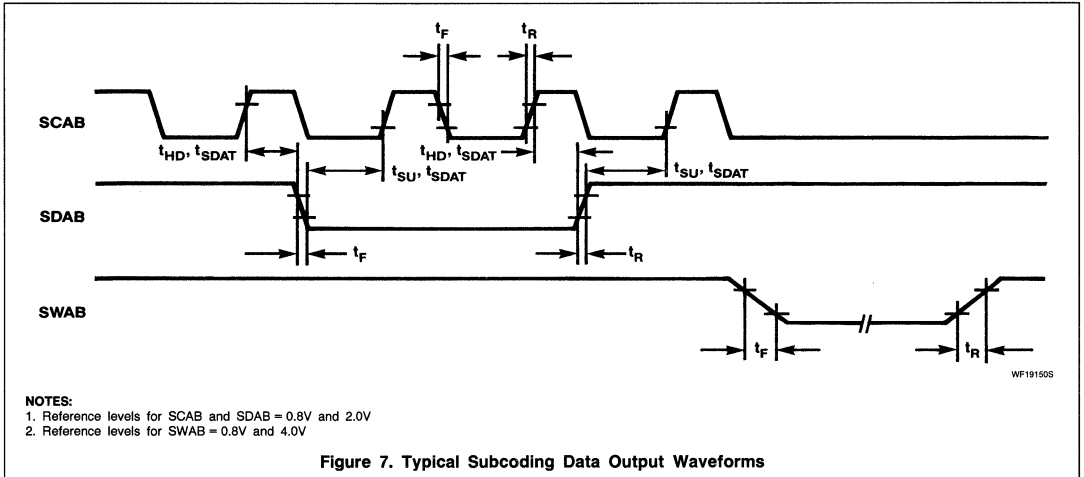 tF
tR
SCAB
tHD, tSDAT
tHD, tSDAT
tSU, tSDAT
tSU, tSDAT
SDAB
tF
tR
SWAB
tF
tR
WF19150S
NOTES:
1. Reference levels for SCAB and SDAB = 0.8V and 2.0V
2. Reference levels for SWAB = 0.8V and 4.0V
Figure 7. Typical Subcoding Data Output Waveforms